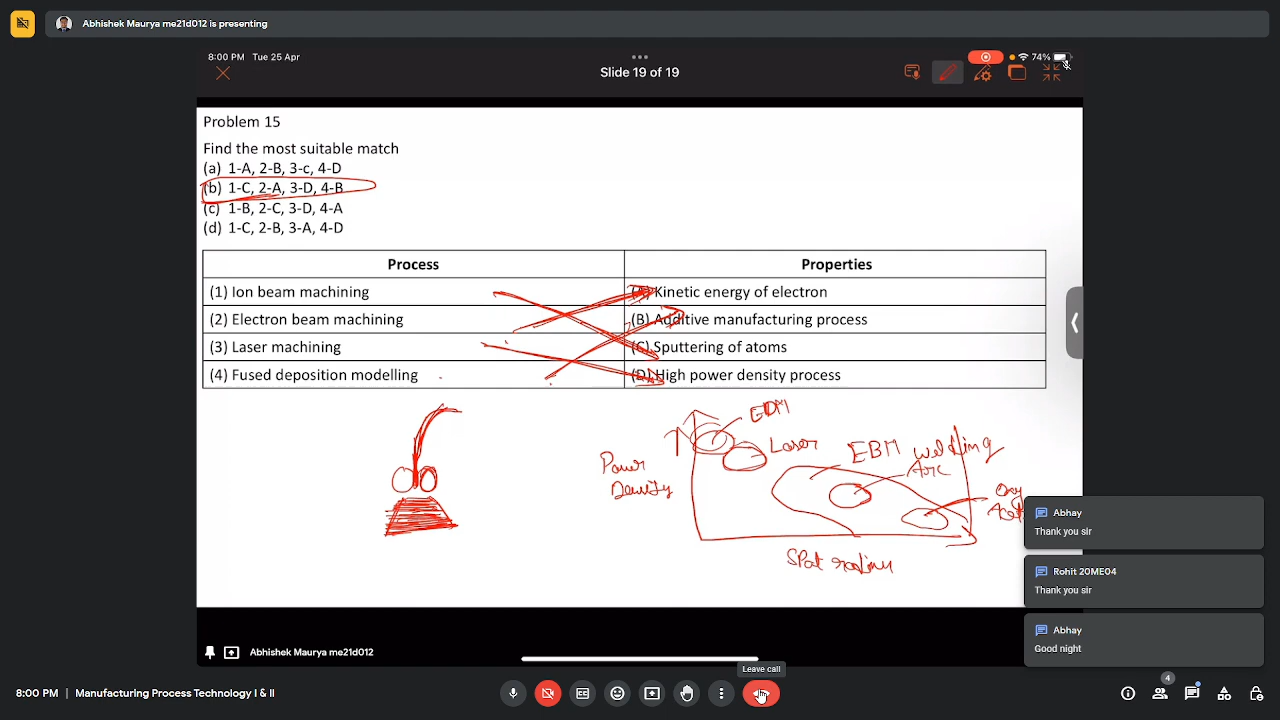 Abhishek Maurya me21d012 is presenting
8:00 PM Tue 25 Apr
74%
Slide 19 of 19
Problem 15
Find the most suitable match
(a) 1-A, 2-B, 3-c, 4-D
(b) 1-C, 2-A, 3-D, 4-B
(c) 1-B, 2-C, 3-D, 4-A
(d) 1-C, 2-B, 3-A, 4-D
Process Properties
(1) Ion beam machining (A) Kinetic energy of electron
(2) Electron beam machining (B) Additive manufacturing process
(3) Laser machining (C) Sputtering of atoms
(4) Fused deposition modelling (D) High power density process
EDM
Laser
EBM welding
Arc
Power
Density
Oxy
Spot radius
Abhay
Thank you sir
Rohit 20ME04
Thank you sir
Abhay
Good night
Abhishek Maurya me21d012
Leave call
4
8:00 PM | Manufacturing Process Technology I & II